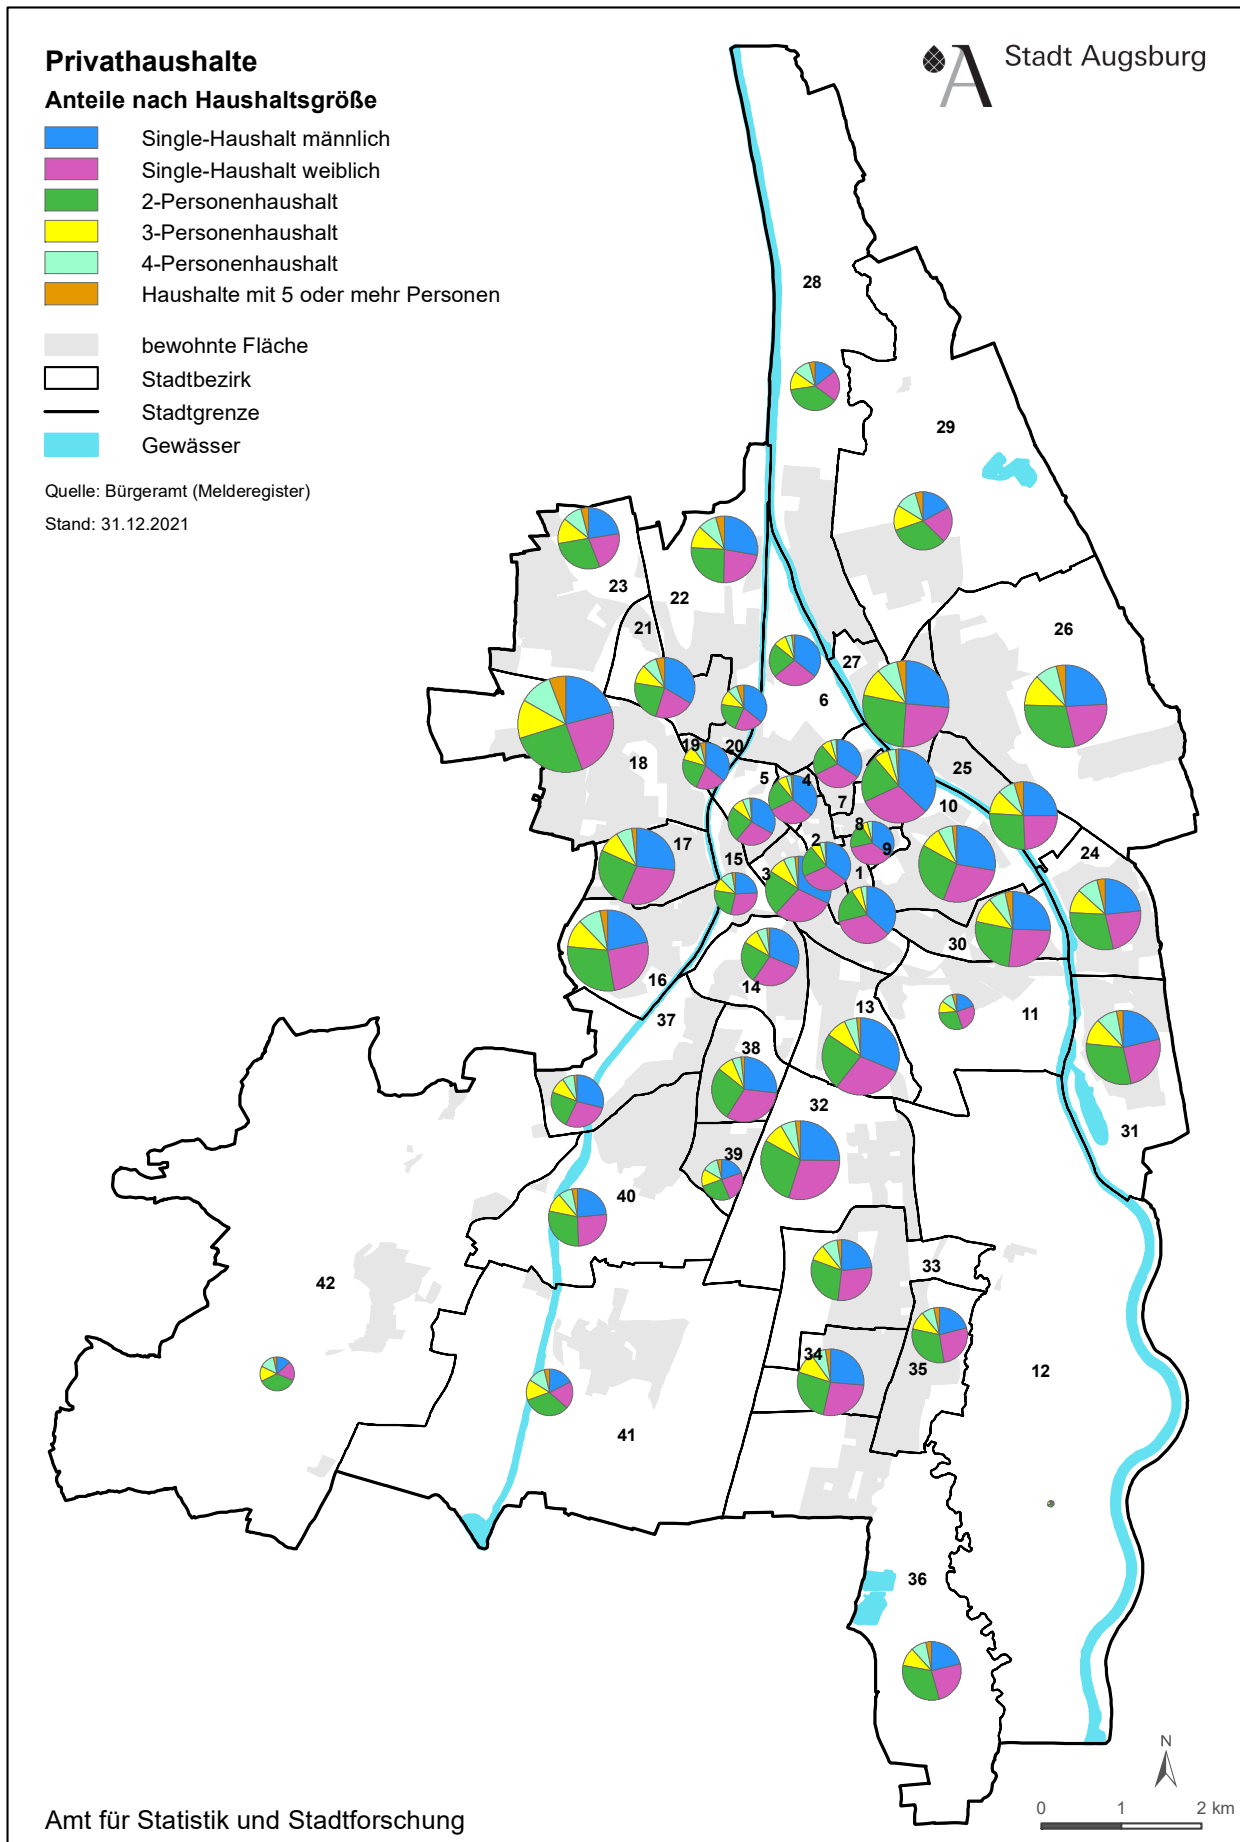 Privathaushalte
Anteile nach Haushaltsgröße
Single-Haushalt männlich
Single-Haushalt weiblich
2-Personenhaushalt
3-Personenhaushalt
4-Personenhaushalt
Haushalte mit 5 oder mehr Personen
bewohnte Fläche
Stadtbezirk
Stadtgrenze
Gewässer
Quelle: Bürgeramt (Melderegister)
Stand: 31.12.2021
A Stadt Augsburg
28
29
23
22
21
26
27
6
19
20
18
5
4
7
25
10
17
15
2
8
9
3
1
24
16
14
30
37
13
11
38
32
31
39
40
33
42
34
35
12
41
36
N
0 1 2 km
Amt für Statistik und Stadtforschung